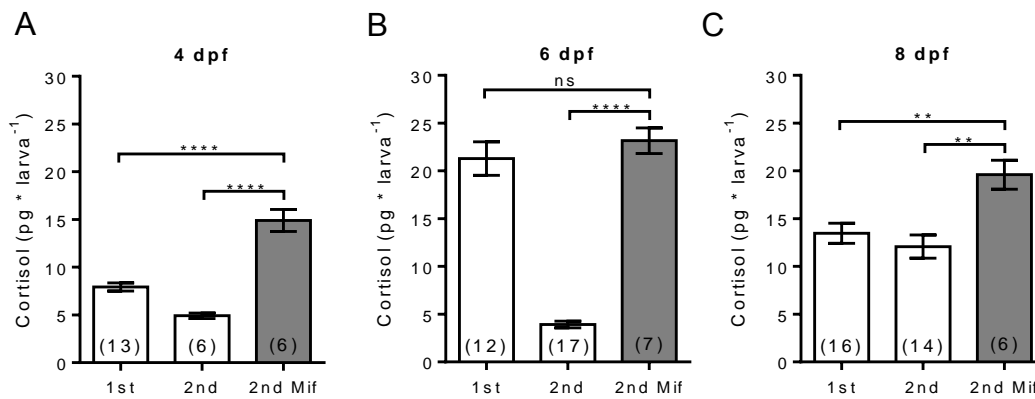 A
4 dpf
Cortisol (pg * larva⁻¹)
30
25
20
15
10
5
0
****
****
(13) (6) (6)
1st 2nd 2nd Mif
B
6 dpf
Cortisol (pg * larva⁻¹)
30
25
20
15
10
5
0
ns
****
(12) (17) (7)
1st 2nd 2nd Mif
C
8 dpf
Cortisol (pg * larva⁻¹)
30
25
20
15
10
5
0
**
**
(16) (14) (6)
1st 2nd 2nd Mif